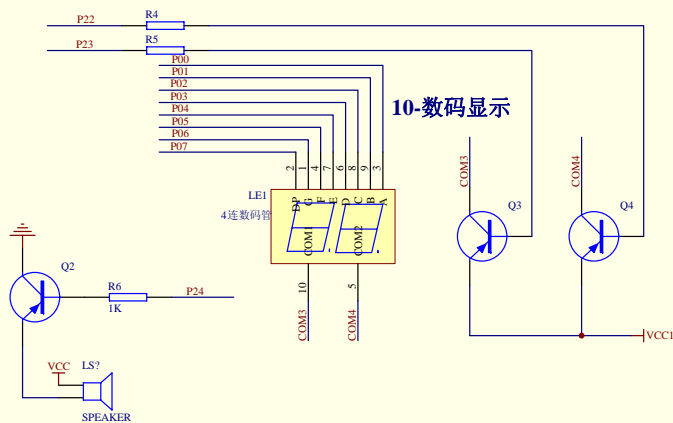 P22
R4
P23
R5
P00
P01
P02
P03
P04
P05
P06
P07
10-数码显示
2
1
4
7
6
8
9
3
LE1
4连数码管
DP
G
F
E
D
C
B
A
COM1
COM2
10
5
COM3
COM4
COM3
COM4
Q3
Q4
VCC1
Q2
R6
1K
P24
VCC
LS?
SPEAKER